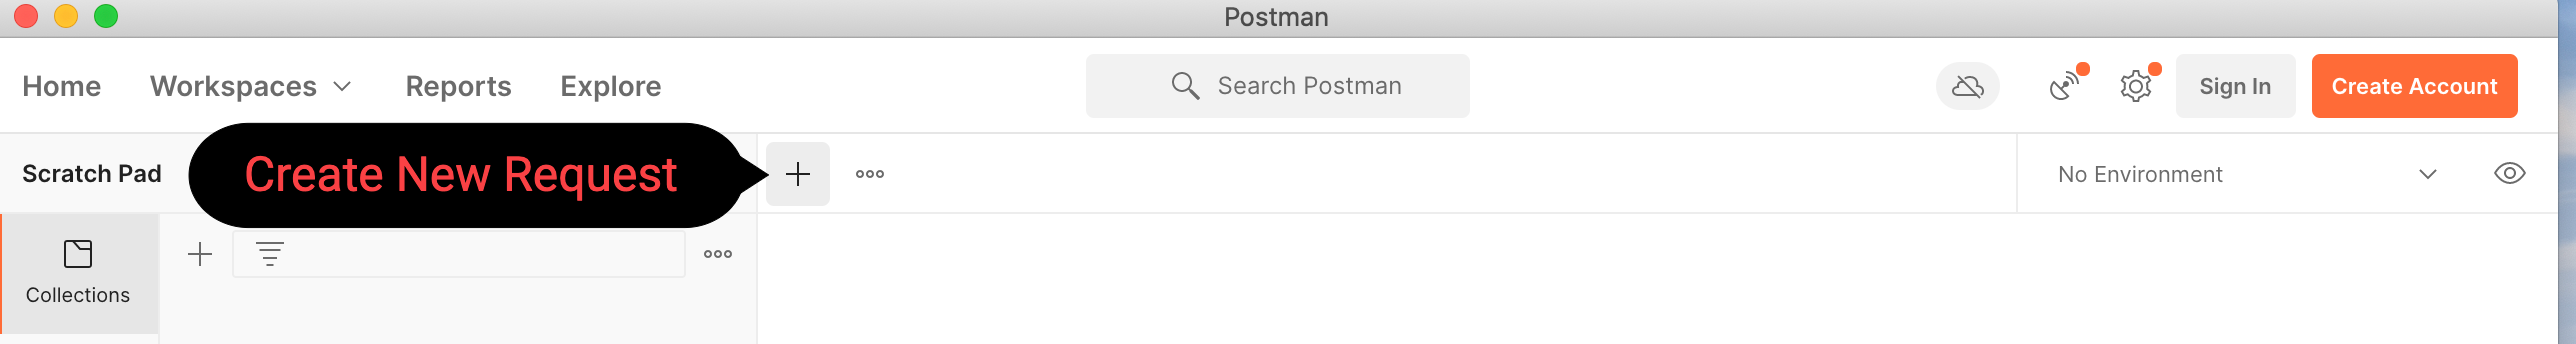 Postman
Home Workspaces Reports Explore Search Postman Sign In Create Account
Scratch Pad Create New Request No Environment
Collections